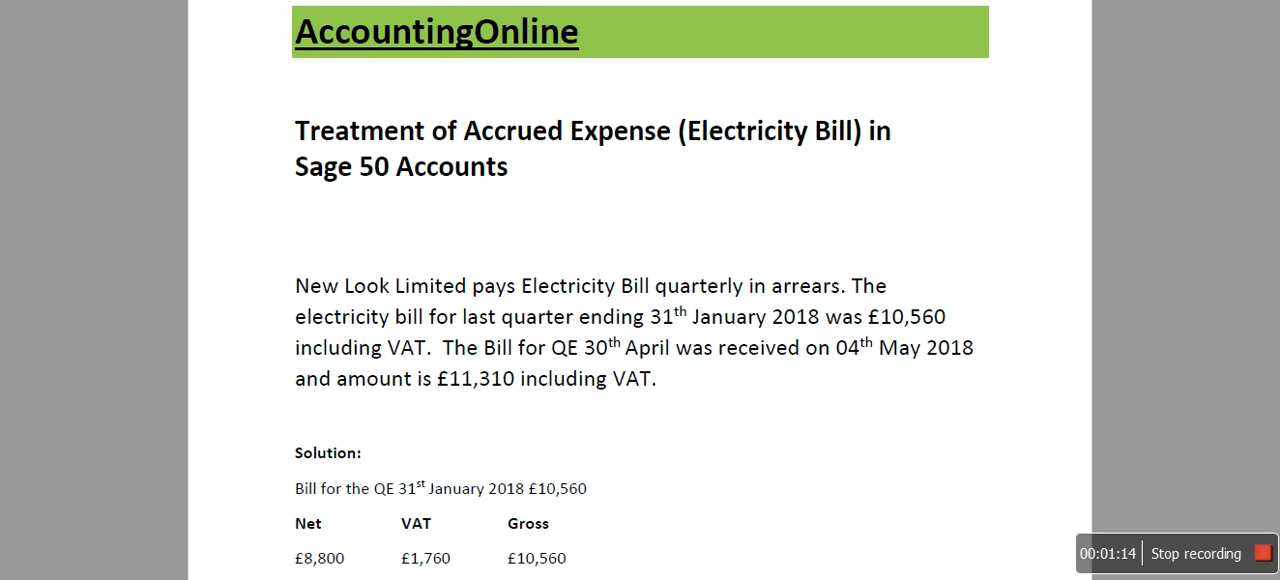 AccountingOnline
Treatment of Accrued Expense (Electricity Bill) in
Sage 50 Accounts
New Look Limited pays Electricity Bill quarterly in arrears. The
electricity bill for last quarter ending 31th January 2018 was £10,560
including VAT. The Bill for QE 30th April was received on 04th May 2018
and amount is £11,310 including VAT.
Solution:
Bill for the QE 31st January 2018 £10,560
Net VAT Gross
£8,800 £1,760 £10,560
00:01:14 Stop recording